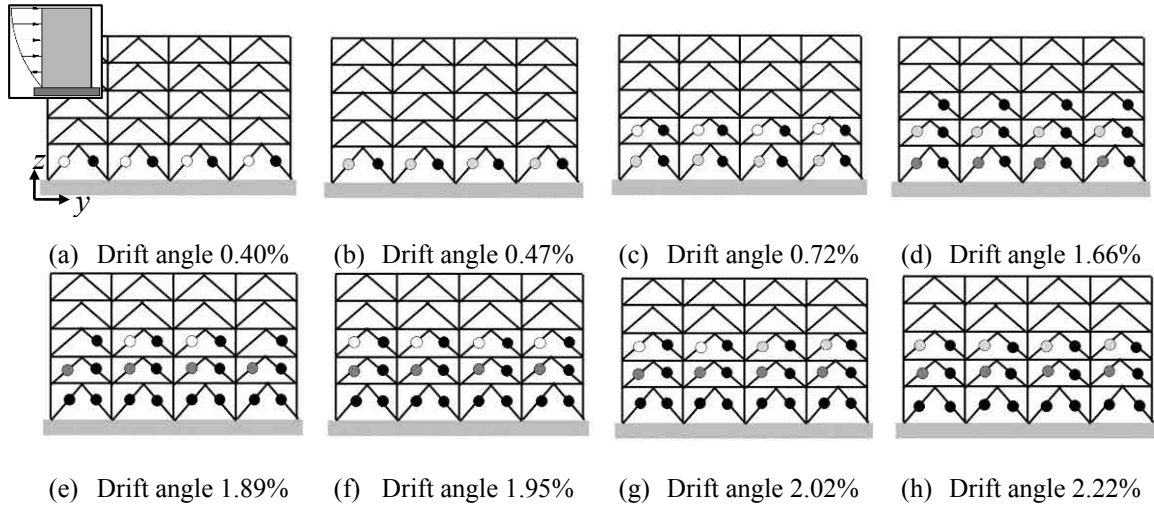 z
y
(a) Drift angle 0.40% (b) Drift angle 0.47% (c) Drift angle 0.72% (d) Drift angle 1.66%
(e) Drift angle 1.89% (f) Drift angle 1.95% (g) Drift angle 2.02% (h) Drift angle 2.22%